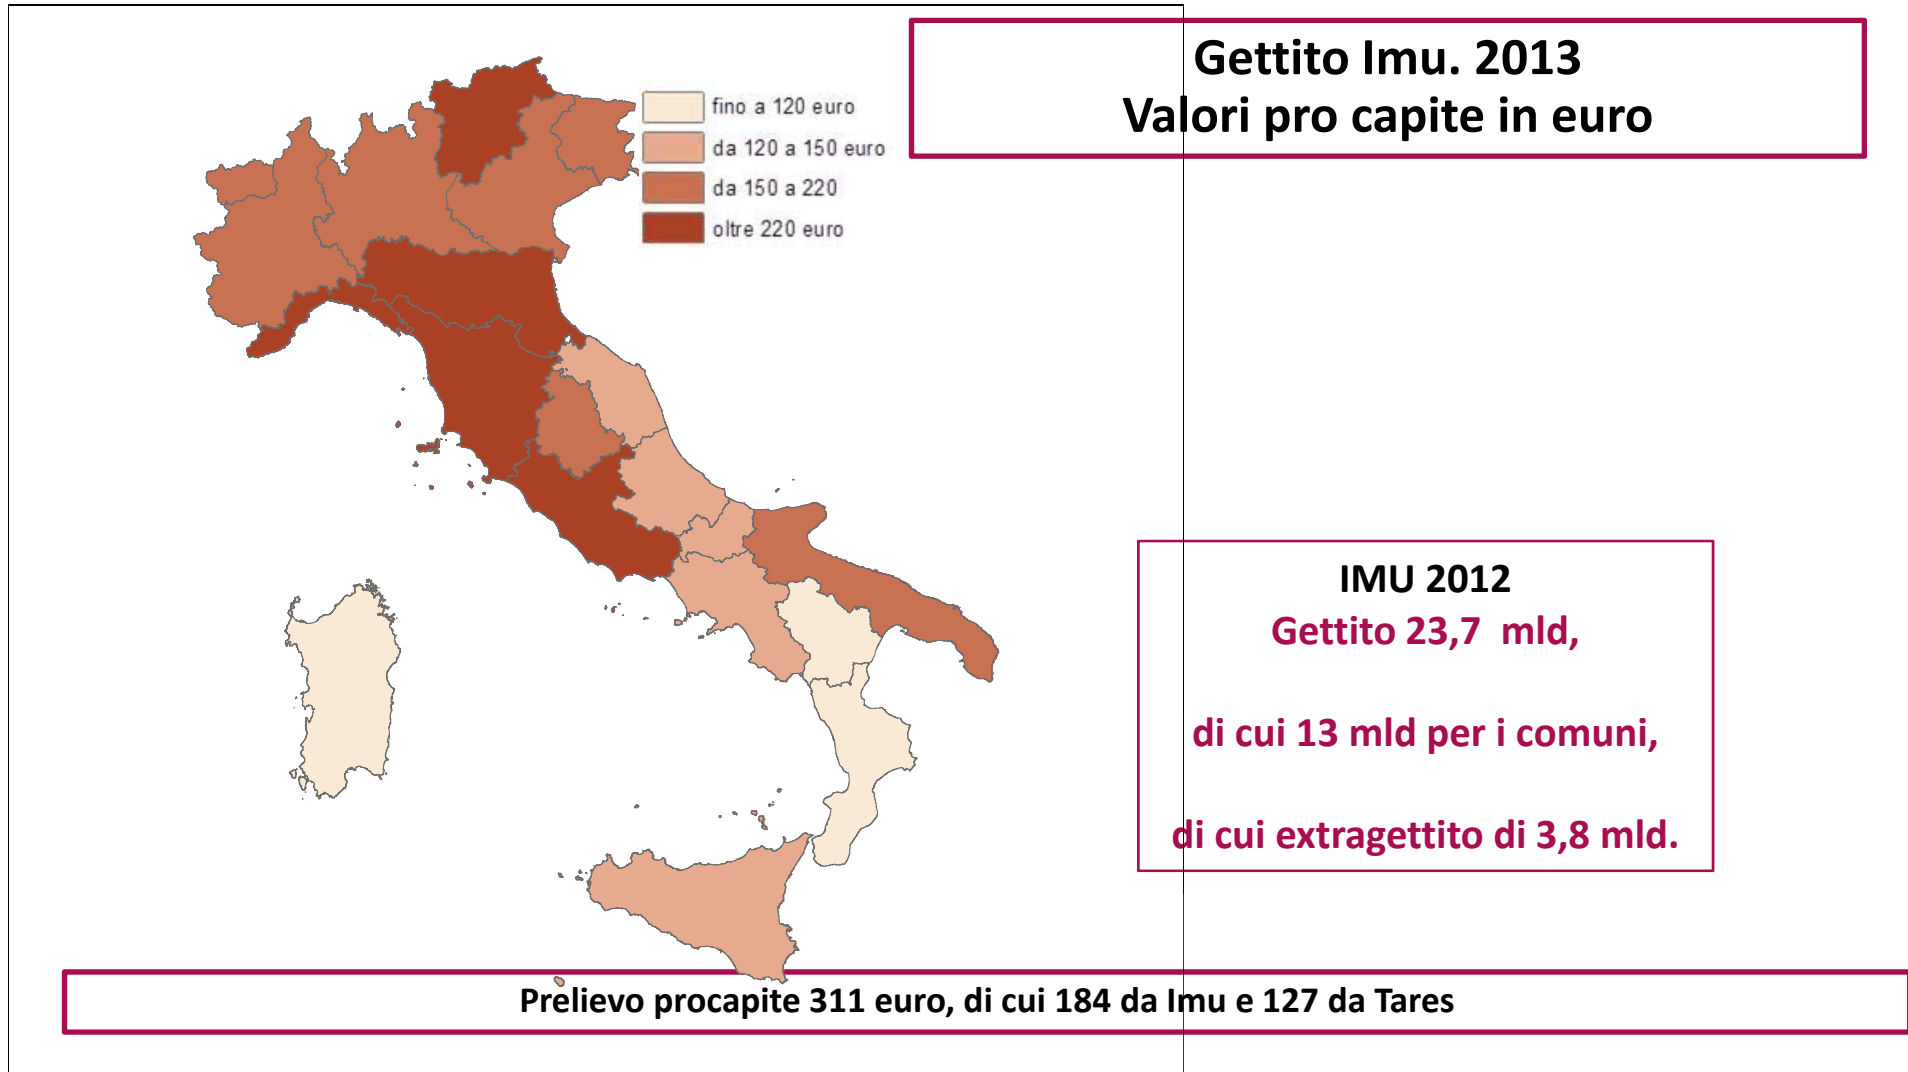 Gettito Imu. 2013
Valori pro capite in euro
fino a 120 euro
da 120 a 150 euro
da 150 a 220
oltre 220 euro
IMU 2012
Gettito 23,7 mld,
di cui 13 mld per i comuni,
di cui extragettito di 3,8 mld.
Prelievo procapite 311 euro, di cui 184 da Imu e 127 da Tares